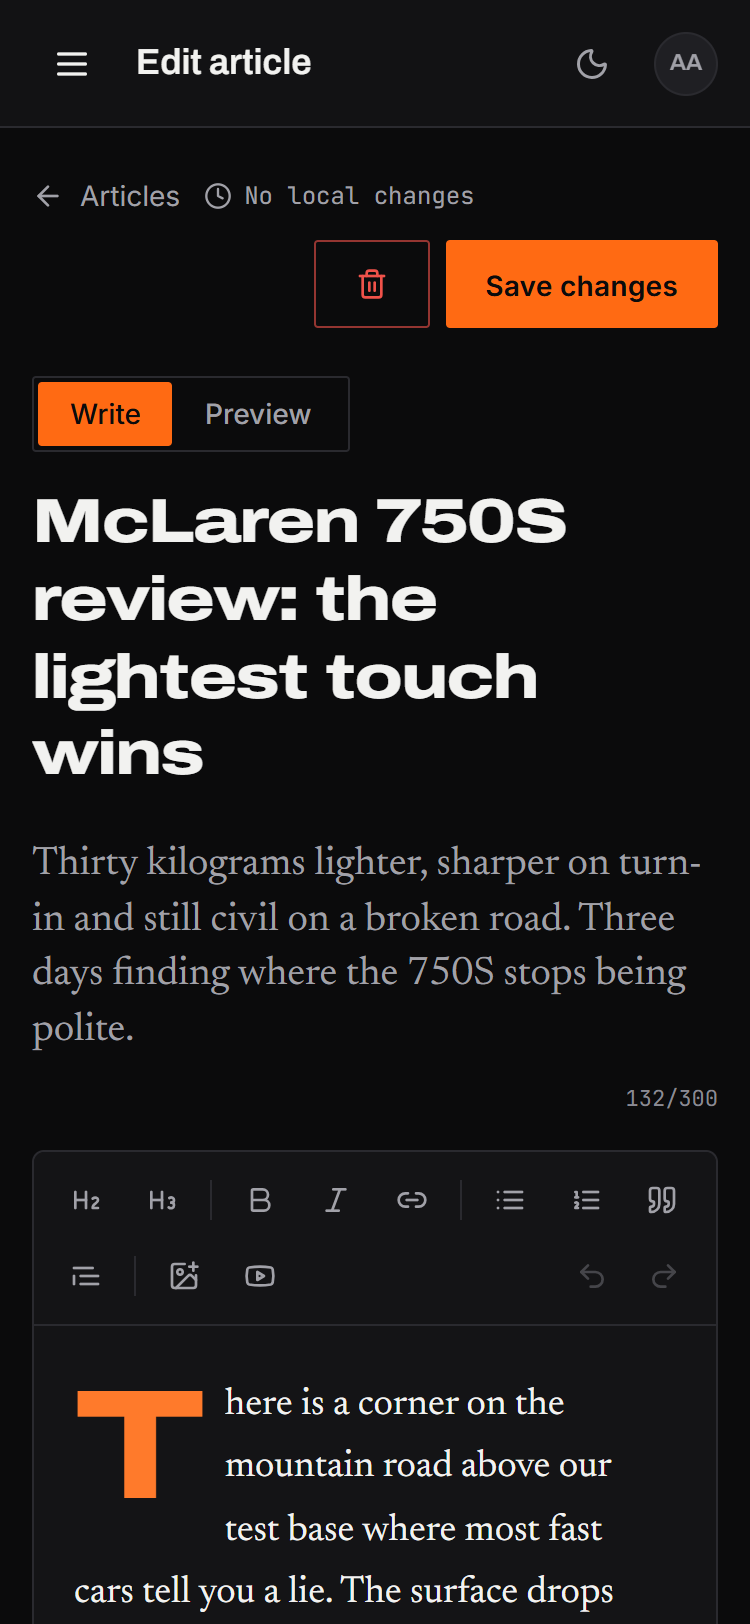 Edit article
AA
Articles
No local changes
Save changes
Write
Preview
McLaren 750S
review: the
lightest touch
wins
Thirty kilograms lighter, sharper on turn-
in and still civil on a broken road. Three
days finding where the 750S stops being
polite.
132/300
H2 H3 B I
There is a corner on the
mountain road above our
test base where most fast
cars tell you a lie. The surface drops